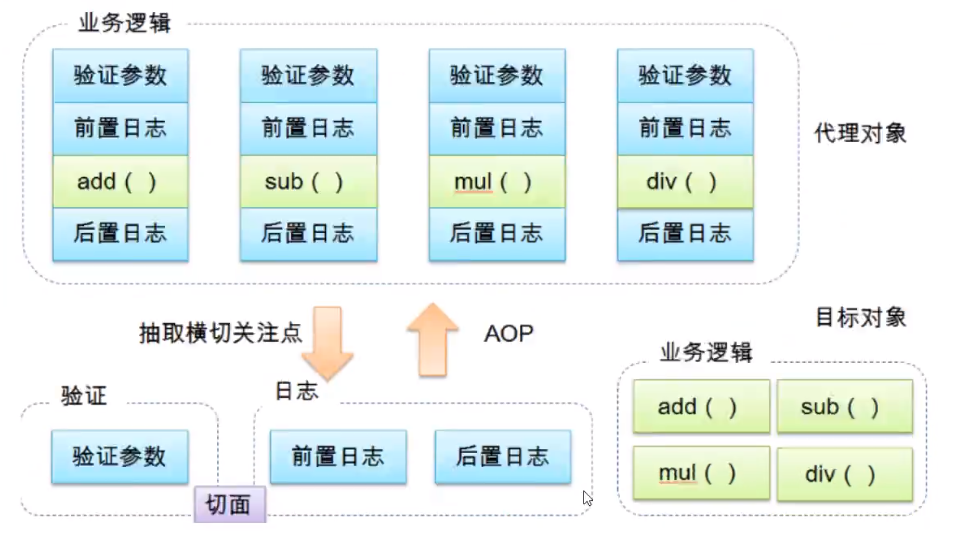 业务逻辑
验证参数 验证参数 验证参数 验证参数
前置日志 前置日志 前置日志 前置日志
代理对象
add（ ） sub（ ） mul（ ） div（ ）
后置日志 后置日志 后置日志 后置日志
抽取横切关注点
AOP
目标对象
验证
日志
业务逻辑
验证参数
前置日志 后置日志
切面
add（ ） sub（ ）
mul（ ） div（ ）